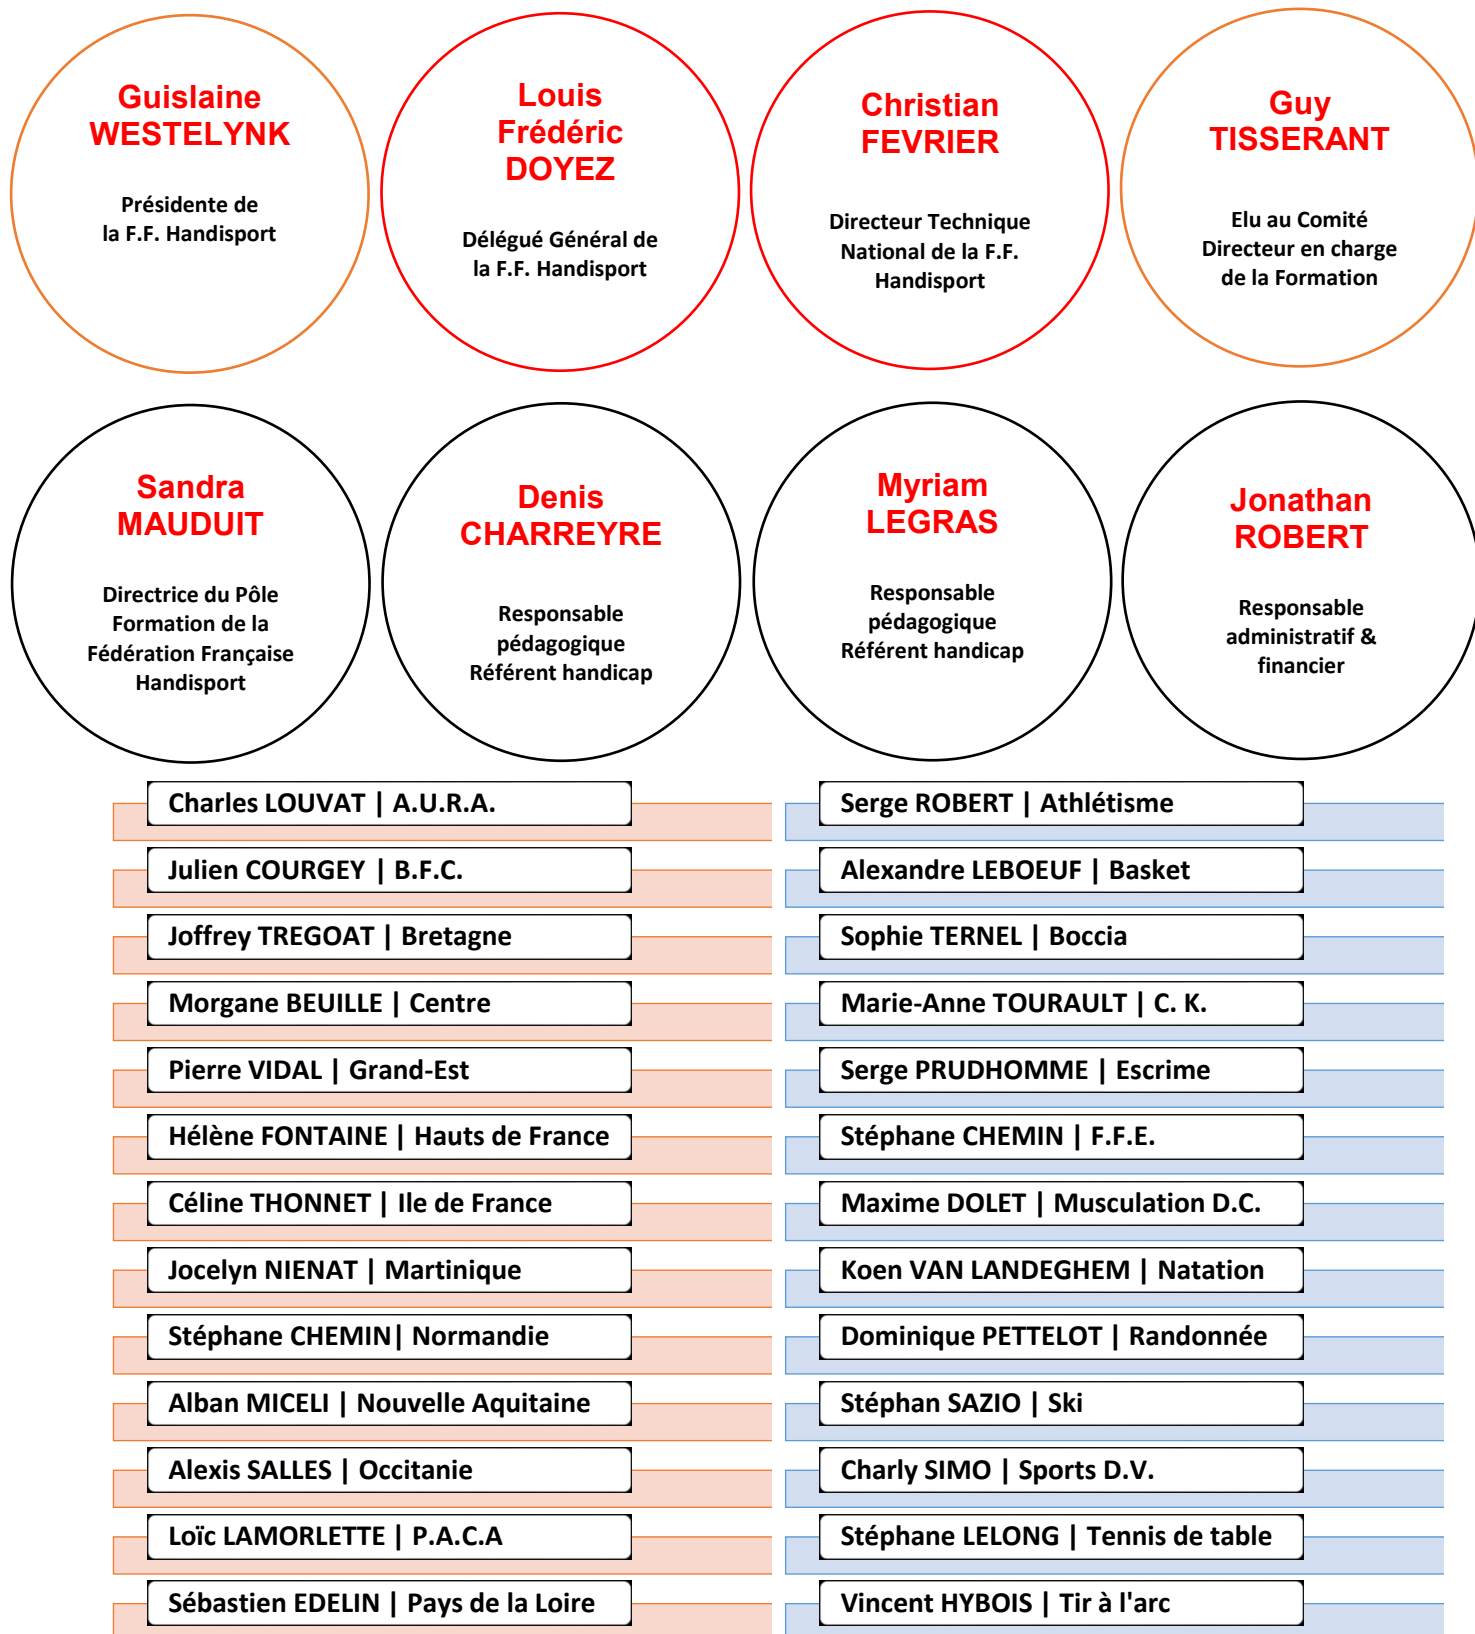 Guislaine
WESTELYNK
Présidente de
la F.F. Handisport
Louis
Frédéric
DOYEZ
Délégué Général de
la F.F. Handisport
Christian
FEVRIER
Directeur Technique
National de la F.F.
Handisport
Guy
TISSERANT
Elu au Comité
Directeur en charge
de la Formation
Sandra
MAUDUIT
Directrice du Pôle
Formation de la
Fédération Française
Handisport
Denis
CHARREYRE
Responsable
pédagogique
Référent handicap
Myriam
LEGRAS
Responsable
pédagogique
Référent handicap
Jonathan
ROBERT
Responsable
administratif &
financier
Charles LOUVAT | A.U.R.A.
Julien COURGEY | B.F.C.
Joffrey TREGOAT | Bretagne
Morgane BEUILLE | Centre
Pierre VIDAL | Grand-Est
Hélène FONTAINE | Hauts de France
Céline THONNET | Ile de France
Jocelyn NIENAT | Martinique
Stéphane CHEMIN| Normandie
Alban MICELI | Nouvelle Aquitaine
Alexis SALLES | Occitanie
Loïc LAMORLETTE | P.A.C.A
Sébastien EDELIN | Pays de la Loire
Serge ROBERT | Athlétisme
Alexandre LEBOEUF | Basket
Sophie TERNEL | Boccia
Marie-Anne TOURAULT | C. K.
Serge PRUDHOMME | Escrime
Stéphane CHEMIN | F.F.E.
Maxime DOLET | Musculation D.C.
Koen VAN LANDEGHEM | Natation
Dominique PETTELOT | Randonnée
Stéphan SAZIO | Ski
Charly SIMO | Sports D.V.
Stéphane LELONG | Tennis de table
Vincent HYBOIS | Tir à l'arc